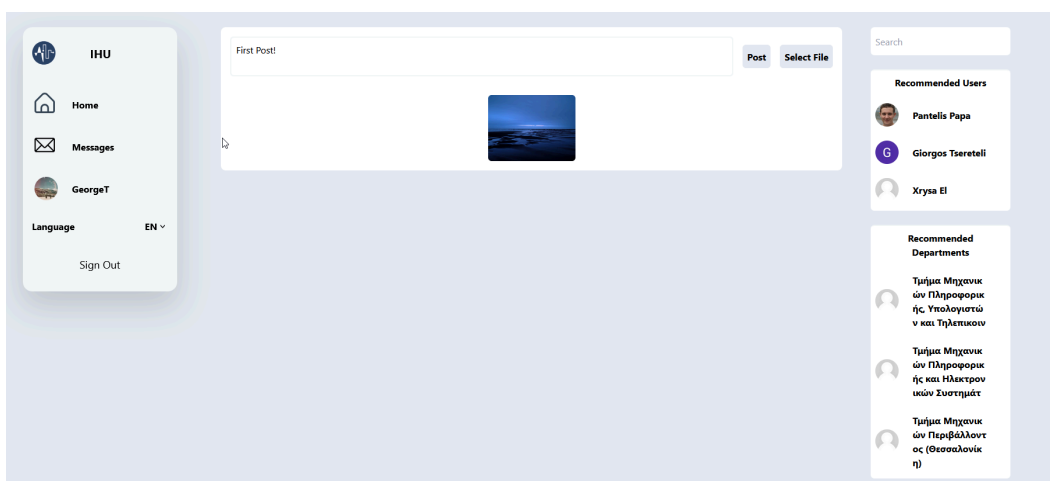 IHU
Home
Messages
GeorgeT
Language EN
Sign Out
First Post!
Post Select File
Search
Recommended Users
Pantelis Papa
G Giorgos Tsereteli
Xrysa El
Recommended
Departments
Τμήμα Μηχανικ
ών Πληροφορικ
ής, Υπολογιστώ
ν και Τηλεπικοιν
Τμήμα Μηχανικ
ών Πληροφορικ
ής και Ηλεκτρον
ικών Συστημάτ
Τμήμα Μηχανικ
ών Περιβάλλοντ
ος (Θεσσαλονίκ
η)